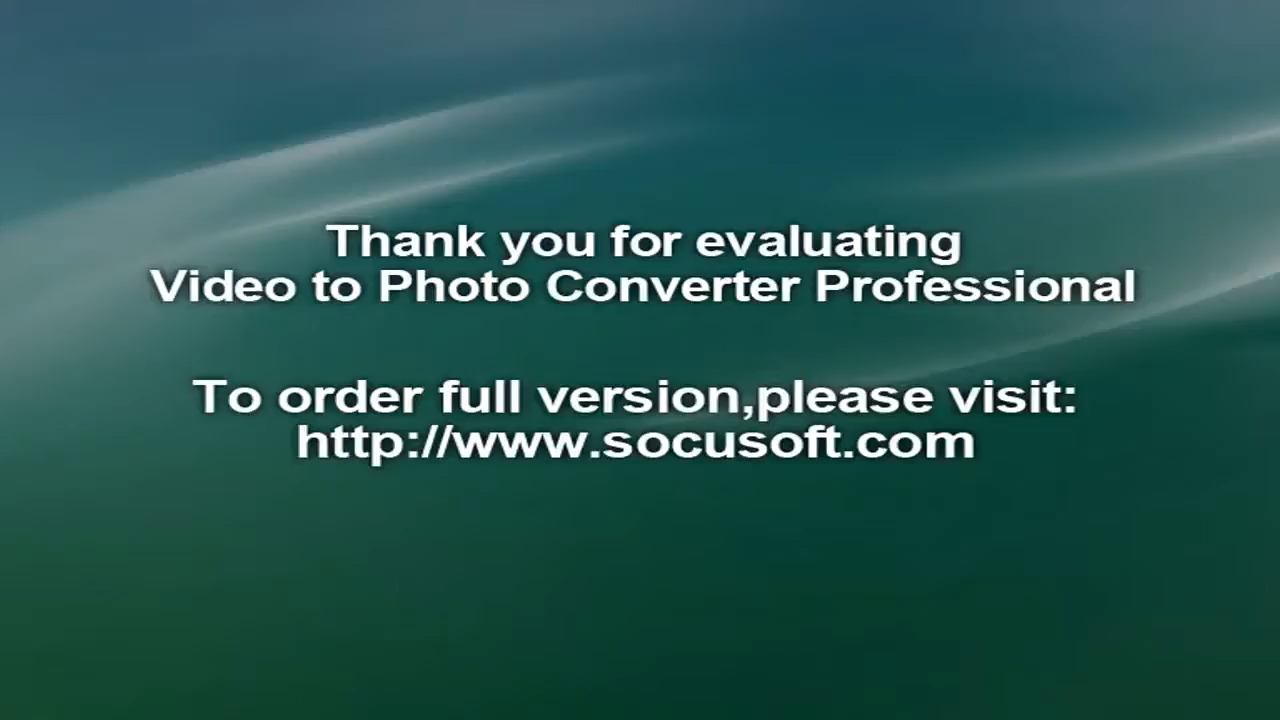 Thank you for evaluating
Video to Photo Converter Professional
To order full version,please visit:
http://www.socusoft.com